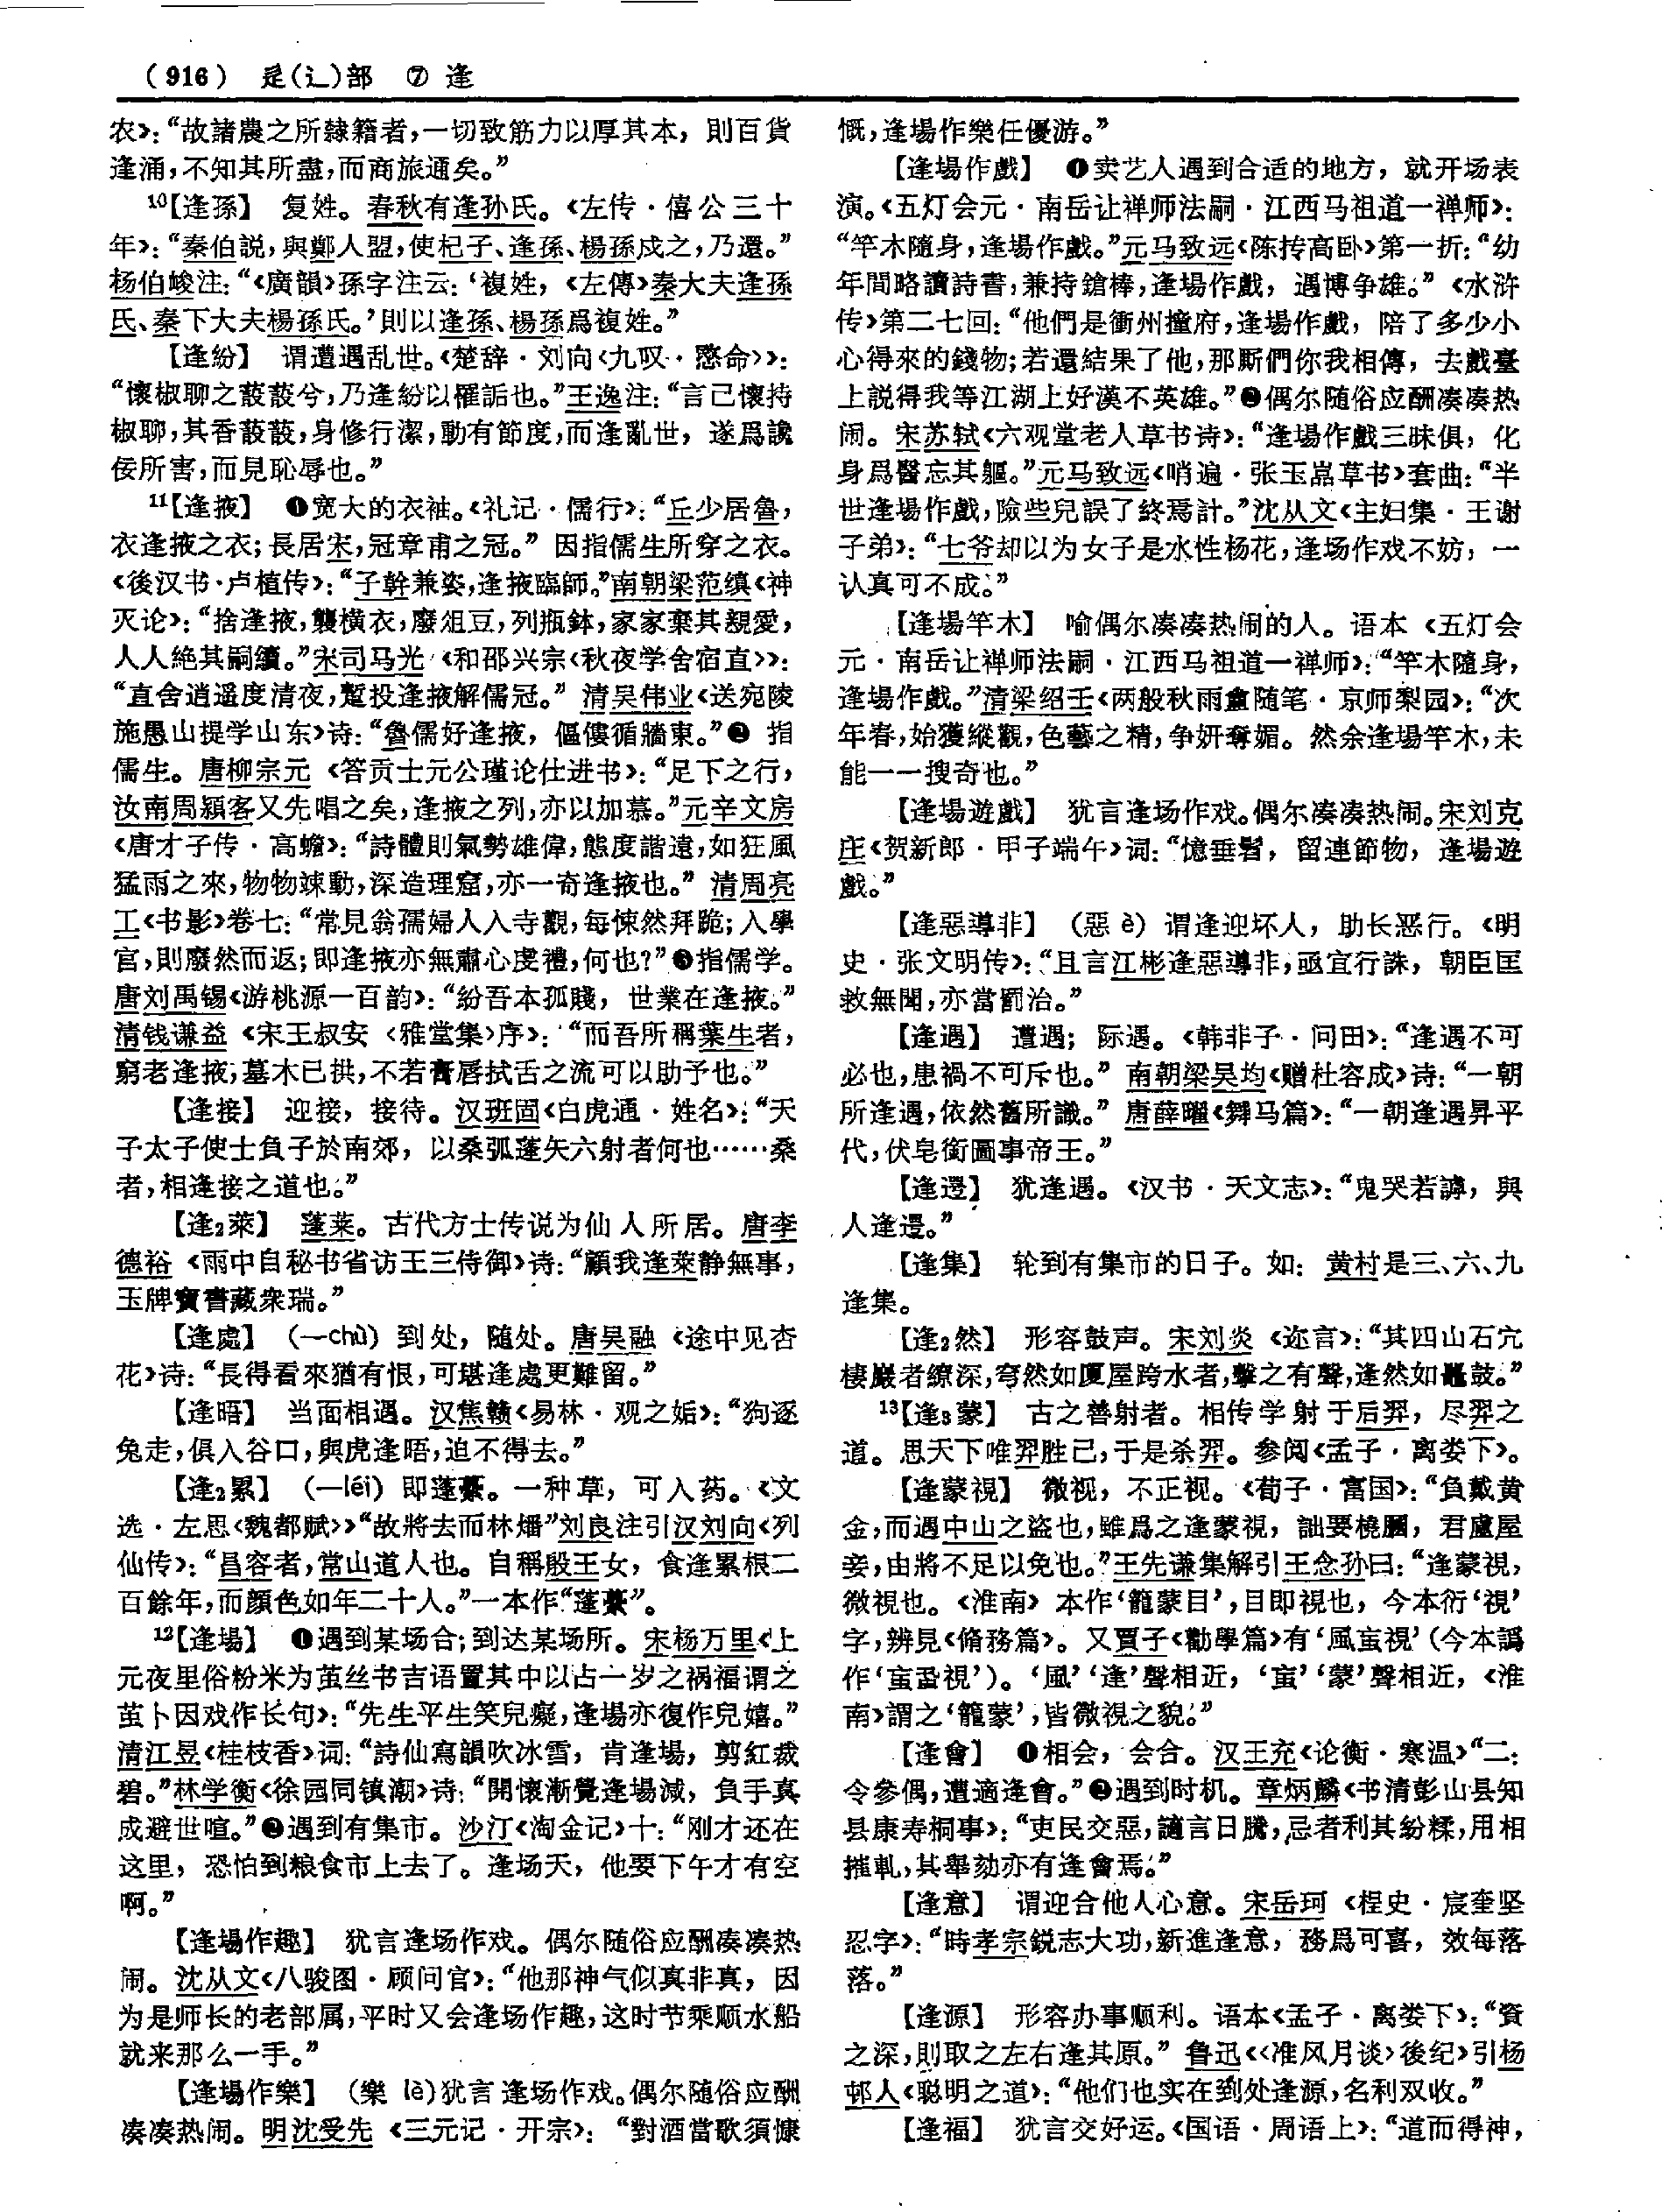 （916） 辵(辶)部 ⑦ 逢
农》：“故諸農之所隸籍者，一切致筋力以厚其本，則百貨
逢涌，不知其所盡，而商旅通矣。”
10【逢孫】 复姓。春秋有逢孙氏。《左传·僖公三十
年》：“秦伯説，與鄭人盟，使杞子、逢孫、楊孫戍之，乃還。”
杨伯峻注：“《廣韻》孫字注云：‘複姓，《左傳》秦大夫逢孫
氏、秦下大夫楊孫氏。’則以逢孫、楊孫爲複姓。”
【逢紛】 谓遭遇乱世。《楚辞·刘向〈九叹·愍命〉》：
“懷椒聊之蔎蔎兮，乃逢紛以罹詬也。”王逸注：“言己懷持
椒聊，其香蔎蔎，身修行潔，動有節度，而逢亂世，遂爲讒
佞所害，而見恥辱也。”
11【逢掖】 ❶宽大的衣袖。《礼记·儒行》：“丘少居魯，
衣逢掖之衣；長居宋，冠章甫之冠。”因指儒生所穿之衣。
《後汉书·卢植传》：“子幹兼姿，逢掖臨師。”南朝梁范缜《神
灭论》：“捨逢掖，襲横衣，廢俎豆，列瓶鉢，家家棄其親愛，
人人絶其嗣續。”宋司马光《和邵兴宗〈秋夜学舍宿直〉》：
“直舍逍遥度清夜，蹔投逢掖解儒冠。”清吴伟业《送宛陵
施愚山提学山东》诗：“魯儒好逢掖，傴僂循牆東。”❷指
儒生。唐柳宗元《答贡士元公瑾论仕进书》：“足下之行，
汝南周潁客又先唱之矣，逢掖之列，亦以加慕。”元辛文房
《唐才子传·高蟾》：“詩體則氣勢雄偉，態度諧遠，如狂風
猛雨之來，物物竦動，深造理窟，亦一奇逢掖也。”清周亮
工《书影》卷七：“常見翁孺婦人入寺觀，每悚然拜跪；入學
宫，則廢然而返；即逢掖亦無肅心虔禮，何也？”❸指儒学。
唐刘禹锡《游桃源一百韵》：“紛吾本孤賤，世業在逢掖。”
清钱谦益《宋王叔安〈雅堂集〉序》：“而吾所稱葉生者，
窮老逢掖，墓木已拱，不若膏唇拭舌之流可以助予也。”
【逢接】 迎接，接待。汉班固《白虎通·姓名》：“天
子太子使士負子於南郊，以桑弧蓬矢六射者何也……桑
者，相逢接之道也。”
【逢2萊】 蓬莱。古代方士传说为仙人所居。唐李
德裕《雨中自秘书省访王三侍御》诗：“顧我逢萊静無事，
玉牌寶書藏衆瑞。”
【逢處】 （—chù）到处，随处。唐吴融《途中见杏
花》诗：“長得看來猶有恨，可堪逢處更難留。”
【逢晤】 当面相遇。汉焦赣《易林·观之姤》：“狗逐
兔走，俱入谷口，與虎逢晤，迫不得去。”
【逢2累】 （—léi）即蓬蘽。一种草，可入药。《文
选·左思〈魏都赋〉》“故將去而林燔”刘良注引汉刘向《列
仙传》：“昌容者，常山道人也。自稱殷王女，食逢累根二
百餘年，而顔色如年二十人。”一本作“蓬蘽”。
12【逢場】 ❶遇到某场合；到达某场所。宋杨万里《上
元夜里俗粉米为茧丝书吉语置其中以占一岁之祸福谓之
茧卜因戏作长句》：“先生平生笑兒癡，逢場亦復作兒嬉。”
清江昱《桂枝香》词：“詩仙寫韻吹冰雪，肯逢場，剪紅裁
碧。”林学衡《徐园同镇潮》诗：“開懷漸覺逢場減，負手真
成避世喧。”❷遇到有集市。沙汀《淘金记》十：“刚才还在
这里，恐怕到粮食市上去了。逢场天，他要下午才有空
啊。”
【逢場作趣】 犹言逢场作戏。偶尔随俗应酬凑凑热
闹。沈从文《八骏图·顾问官》：“他那神气似真非真，因
为是师长的老部属，平时又会逢场作趣，这时节乘顺水船
就来那么一手。”
【逢場作樂】 （樂 lè）犹言逢场作戏。偶尔随俗应酬
凑凑热闹。明沈受先《三元记·开宗》：“對酒當歌須慷
慨，逢場作樂任優游。”
【逢場作戲】 ❶卖艺人遇到合适的地方，就开场表
演。《五灯会元·南岳让禅师法嗣·江西马祖道一禅师》：
“竿木隨身，逢場作戲。”元马致远《陈抟高卧》第一折：“幼
年間略讀詩書，兼持鎗棒，逢場作戲，遇博争雄。”《水浒
传》第二七回：“他們是衝州撞府，逢場作戲，陪了多少小
心得來的錢物；若還結果了他，那厮們你我相傳，去戲臺
上説得我等江湖上好漢不英雄。”❷偶尔随俗应酬凑凑热
闹。宋苏轼《六观堂老人草书诗》：“逢場作戲三昧俱，化
身爲醫忘其軀。”元马致远《哨遍·张玉嵓草书》套曲：“半
世逢場作戲，險些兒誤了終焉計。”沈从文《主妇集·王谢
子弟》：“七爷却以为女子是水性杨花，逢场作戏不妨，一
认真可不成。”
【逢場竿木】 喻偶尔凑凑热闹的人。语本《五灯会
元·南岳让禅师法嗣·江西马祖道一禅师》：“竿木隨身，
逢場作戲。”清梁绍壬《两般秋雨盦随笔·京师梨园》：“次
年春，始獲縱觀，色藝之精，争妍奪媚。然余逢場竿木，未
能一一搜奇也。”
【逢場遊戲】 犹言逢场作戏。偶尔凑凑热闹。宋刘克
庄《贺新郎·甲子端午》词：“憶垂髫，留連節物，逢場遊
戲。”
【逢惡導非】 （惡 è）谓逢迎坏人，助长恶行。《明
史·张文明传》：“且言江彬逢惡導非，亟宜行誅，朝臣匡
救無聞，亦當罰治。”
【逢遇】 遭遇；际遇。《韩非子·问田》：“逢遇不可
必也，患禍不可斥也。”南朝梁吴均《赠杜容成》诗：“一朝
所逢遇，依然舊所識。”唐薛曜《舞马篇》：“一朝逢遇昇平
代，伏皂銜圖事帝王。”
【逢遌】 犹逢遇。《汉书·天文志》：“鬼哭若謼，與
人逢遌。”
【逢集】 轮到有集市的日子。如：黄村是三、六、九
逢集。
【逢2然】 形容鼓声。宋刘炎《迩言》：“其四山石宂
棲巖者繚深，穹然如厦屋跨水者，擊之有聲，逢然如鼍鼓。”
13【逢3蒙】 古之善射者。相传学射于后羿，尽羿之
道。思天下唯羿胜己，于是杀羿。参阅《孟子·离娄下》。
【逢蒙視】 微视，不正视。《荀子·富国》：“負戴黄
金，而遇中山之盜也，雖爲之逢蒙視，詘要橈膕，君盧屋
妾，由將不足以免也。”王先谦集解引王念孙曰：“逢蒙視，
微視也。《淮南》本作‘籠蒙目’，目即視也，今本衍‘視’
字，辨見《脩務篇》。又賈子《勸學篇》有‘風䖟視’（今本譌
作‘䖟䖝視’）。‘風’‘逢’聲相近，‘䖟’‘蒙’聲相近，《淮
南》謂之‘籠蒙’，皆微視之貌。”
【逢會】 ❶相会，会合。汉王充《论衡·寒温》“二：
令參偶，遭適逢會。”❷遇到时机。章炳麟《书清彭山县知
县康寿桐事》：“吏民交惡，讟言日騰，忌者利其紛糅，用相
摧軋，其舉劾亦有逢會焉。”
【逢意】 谓迎合他人心意。宋岳珂《桯史·宸奎坚
忍字》：“時孝宗鋭志大功，新進逢意，務爲可喜，效每落
落。”
【逢源】 形容办事顺利。语本《孟子·离娄下》：“資
之深，則取之左右逢其原。”鲁迅《〈准风月谈〉後纪》引杨
邨人《聪明之道》：“他们也实在到处逢源，名利双收。”
【逢福】 犹言交好运。《国语·周语上》：“道而得神，